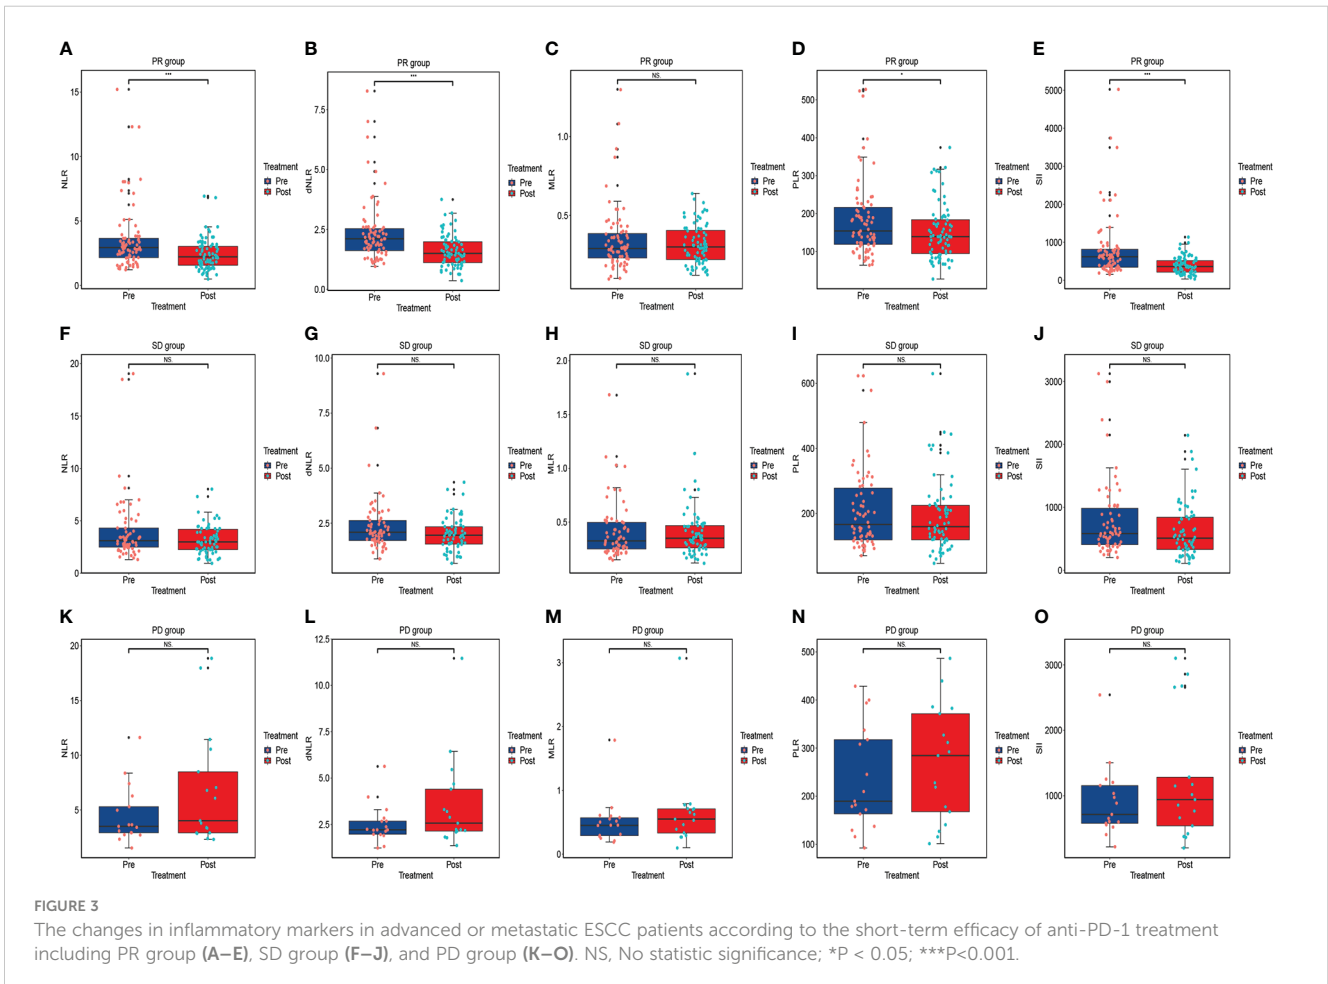 A
PR group
***
15
10
5
0
NLR
Pre
Post
Treatment
Treatment
Pre
Post
B
PR group
***
7.5
5.0
2.5
0.0
dNLR
Pre
Post
Treatment
Treatment
Pre
Post
C
PR group
NS.
1.0
0.5
MLR
Pre
Post
Treatment
Treatment
Pre
Post
D
PR group
*
500
400
300
200
100
PLR
Pre
Post
Treatment
Treatment
Pre
Post
E
PR group
***
5000
4000
3000
2000
1000
0
SII
Pre
Post
Treatment
Treatment
Pre
Post
F
SD group
NS.
20
15
10
5
0
NLR
Pre
Post
Treatment
Treatment
Pre
Post
G
SD group
NS.
10.0
7.5
5.0
2.5
dNLR
Pre
Post
Treatment
Treatment
Pre
Post
H
SD group
NS.
2.0
1.5
1.0
0.5
MLR
Pre
Post
Treatment
Treatment
Pre
Post
I
SD group
NS.
600
400
200
PLR
Pre
Post
Treatment
Treatment
Pre
Post
J
SD group
NS.
3000
2000
1000
0
SII
Pre
Post
Treatment
Treatment
Pre
Post
K
PD group
NS.
20
15
10
5
NLR
Pre
Post
Treatment
Treatment
Pre
Post
L
PD group
NS.
12.5
10.0
7.5
5.0
2.5
dNLR
Pre
Post
Treatment
Treatment
Pre
Post
M
PD group
NS.
3
2
1
0
MLR
Pre
Post
Treatment
Treatment
Pre
Post
N
PD group
NS.
500
400
300
200
100
PLR
Pre
Post
Treatment
Treatment
Pre
Post
O
PD group
NS.
3000
2000
1000
SII
Pre
Post
Treatment
Treatment
Pre
Post
FIGURE 3
The changes in inflammatory markers in advanced or metastatic ESCC patients according to the short-term efficacy of anti-PD-1 treatment
including PR group (A–E), SD group (F–J), and PD group (K–O). NS, No statistic significance; *P < 0.05; ***P<0.001.